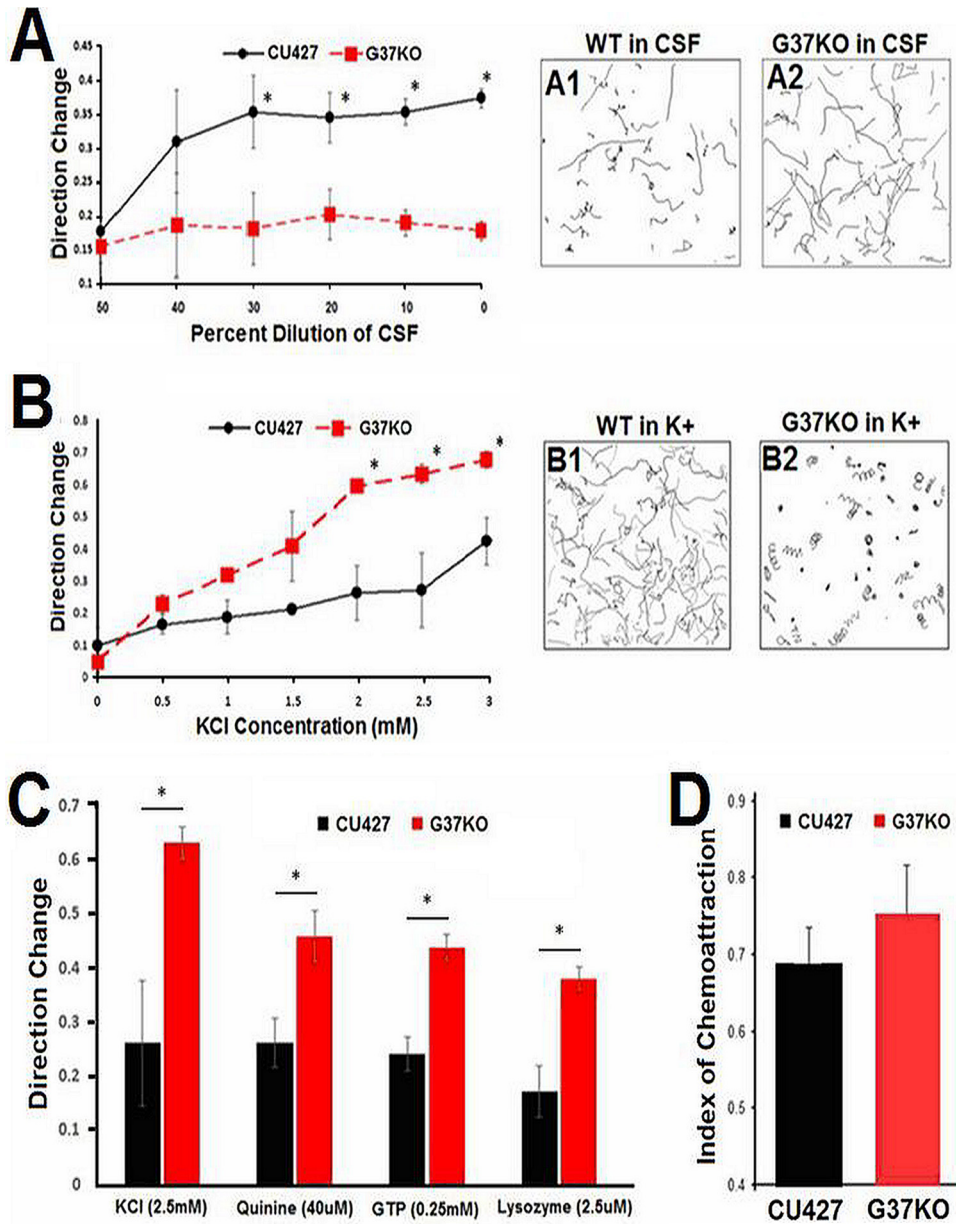 A
CU427
G37KO
0.45
0.4
0.35
0.3
0.25
0.2
0.15
0.1
Direction Change
*
*
*
*
50
40
30
20
10
0
Percent Dilution of CSF
WT in CSF
A1
G37KO in CSF
A2
B
CU427
G37KO
0.8
0.7
0.6
0.5
0.4
0.3
0.2
0.1
0
Direction Change
*
*
*
0
0.5
1
1.5
2
2.5
3
KCl Concentration (mM)
WT in K+
B1
G37KO in K+
B2
C
CU427
G37KO
0.7
0.6
0.5
0.4
0.3
0.2
0.1
0
Direction Change
*
*
*
*
KCl (2.5mM)
Quinine (40uM)
GTP (0.25mM)
Lysozyme (2.5uM)
D
CU427
G37KO
0.9
0.8
0.7
0.6
0.5
0.4
Index of Chemoattraction
CU427
G37KO